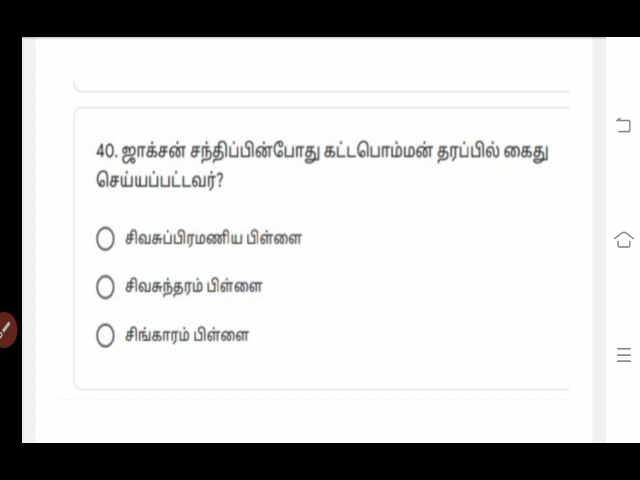 40. ஜாக்சன் சந்திப்பின்போது கட்டபொம்மன் தரப்பில் கைது
செய்யப்பட்டவர்?
சிவசுப்பிரமணிய பிள்ளை
சிவசுந்தரம் பிள்ளை
சிங்காரம் பிள்ளை